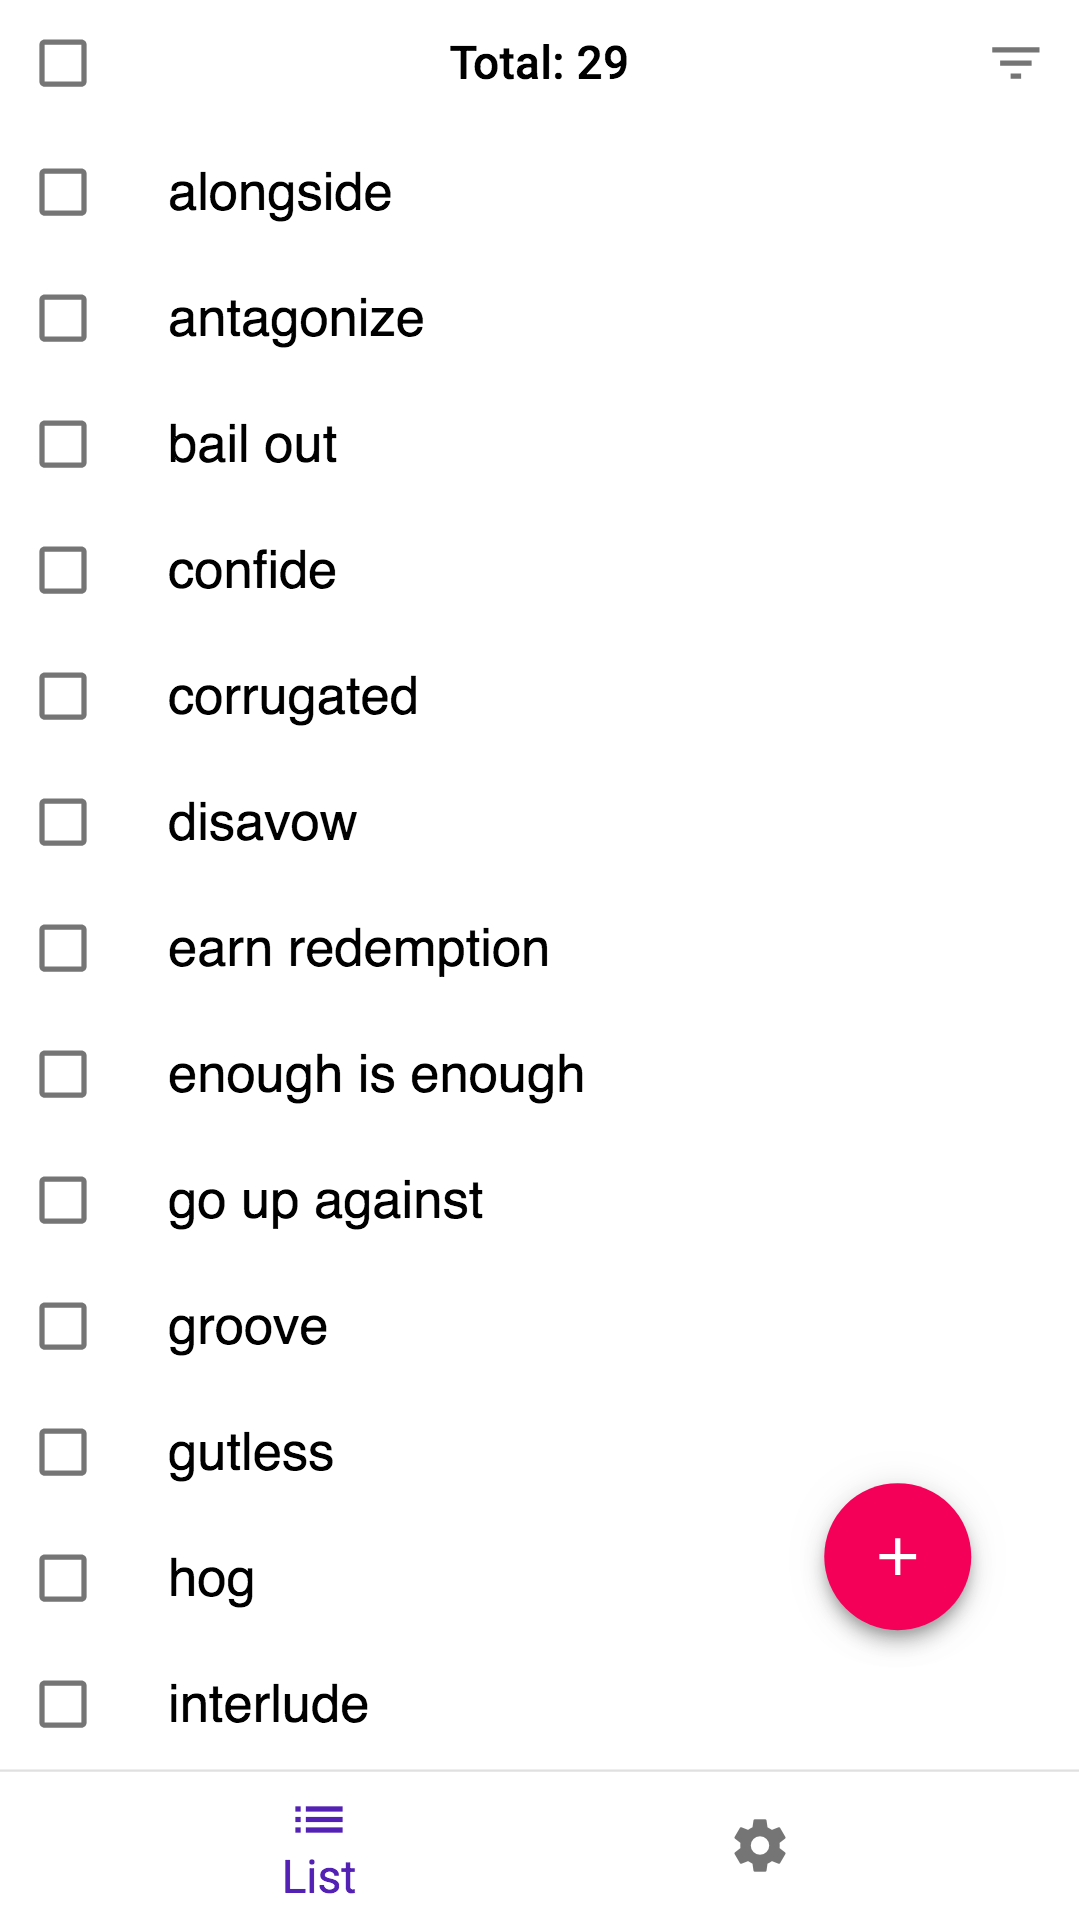 Total: 29
alongside
antagonize
bail out
confide
corrugated
disavow
earn redemption
enough is enough
go up against
groove
gutless
hog
interlude
List